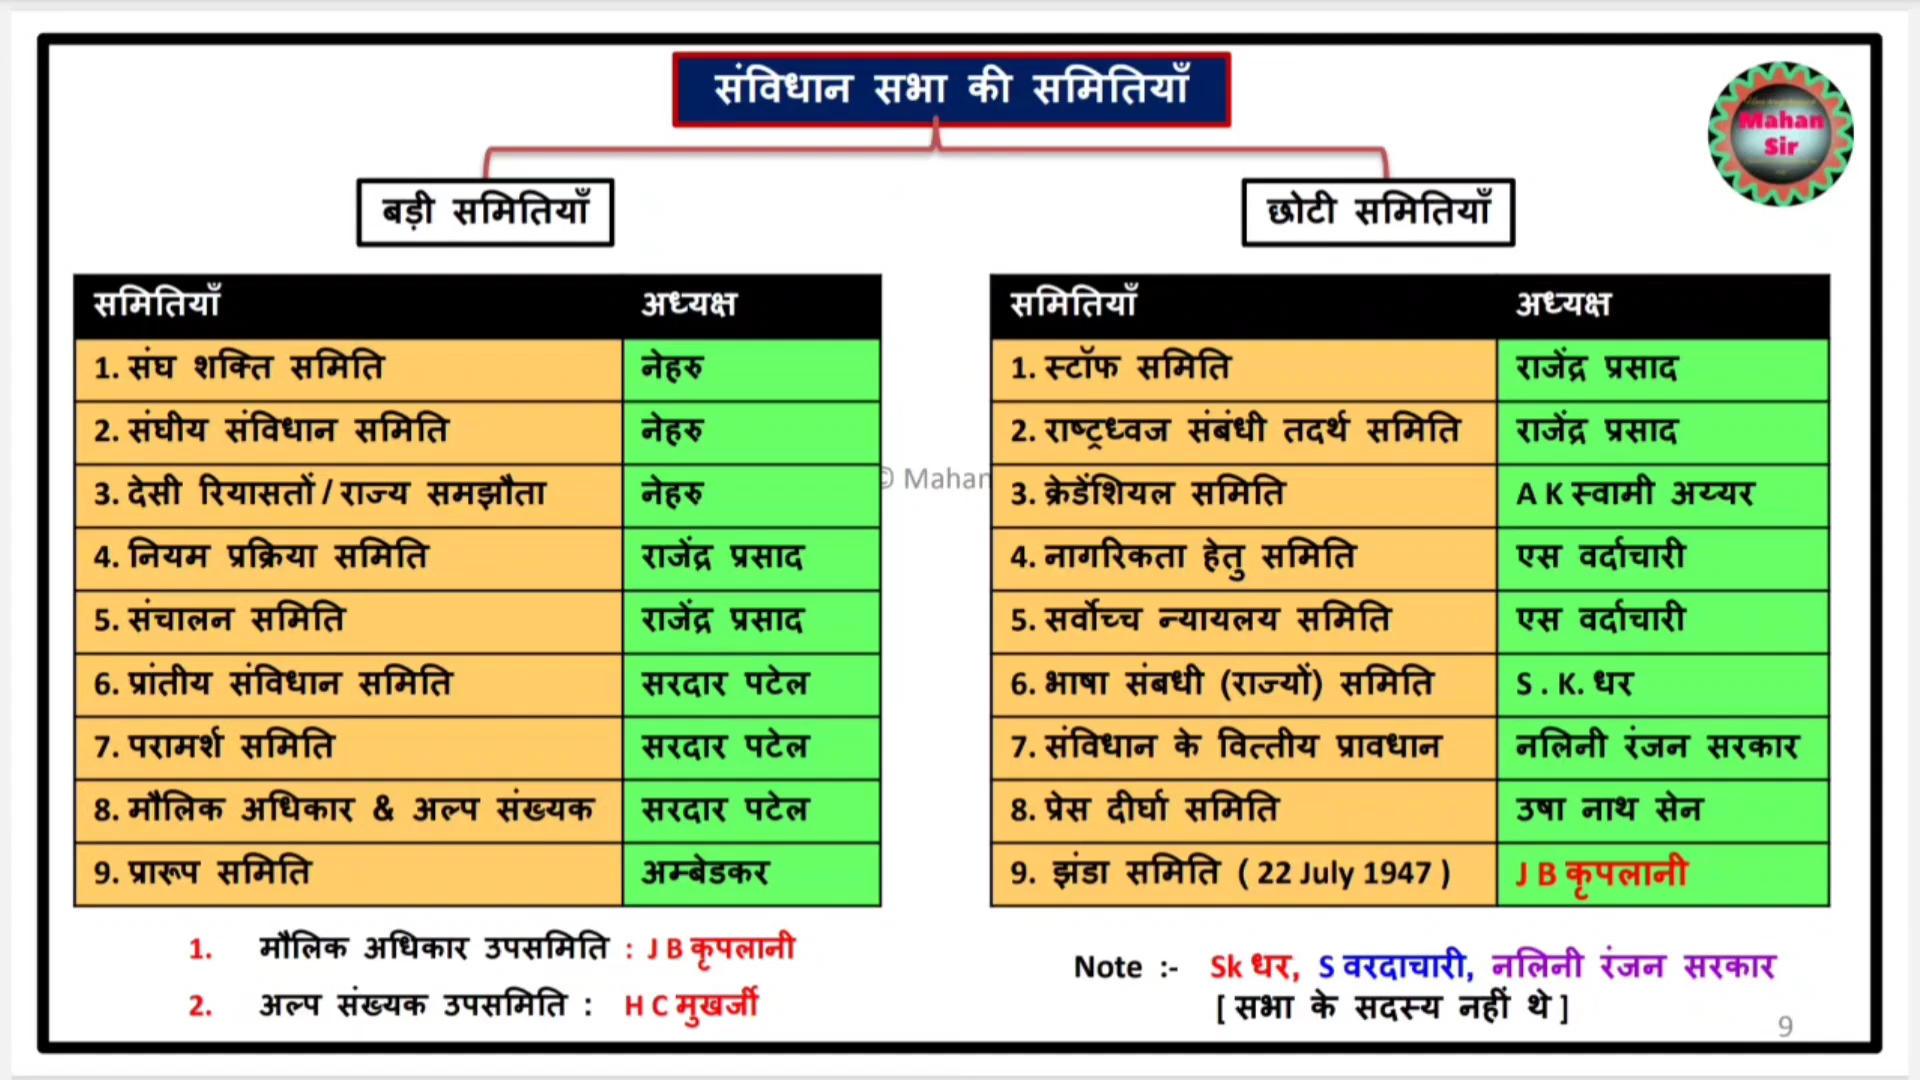 संविधान सभा की समितियाँ
Mahan
Sir
बड़ी समितियाँ
छोटी समितियाँ
समितियाँ अध्यक्ष
1. संघ शक्ति समिति नेहरु
2. संघीय संविधान समिति नेहरु
3. देसी रियासतों / राज्य समझौता नेहरु
4. नियम प्रक्रिया समिति राजेंद्र प्रसाद
5. संचालन समिति राजेंद्र प्रसाद
6. प्रांतीय संविधान समिति सरदार पटेल
7. परामर्श समिति सरदार पटेल
8. मौलिक अधिकार & अल्प संख्यक सरदार पटेल
9. प्रारूप समिति अम्बेडकर
© Mahan
समितियाँ अध्यक्ष
1. स्टॉफ समिति राजेंद्र प्रसाद
2. राष्ट्रध्वज संबंधी तदर्थ समिति राजेंद्र प्रसाद
3. क्रेडेंशियल समिति A K स्वामी अय्यर
4. नागरिकता हेतु समिति एस वर्दाचारी
5. सर्वोच्च न्यायलय समिति एस वर्दाचारी
6. भाषा संबधी (राज्यों) समिति S . K. धर
7. संविधान के वित्तीय प्रावधान नलिनी रंजन सरकार
8. प्रेस दीर्घा समिति उषा नाथ सेन
9. झंडा समिति ( 22 July 1947 ) J B कृपलानी
1. मौलिक अधिकार उपसमिति : J B कृपलानी
2. अल्प संख्यक उपसमिति : H C मुखर्जी
Note :- Sk धर, S वरदाचारी, नलिनी रंजन सरकार
[ सभा के सदस्य नहीं थे ]
9